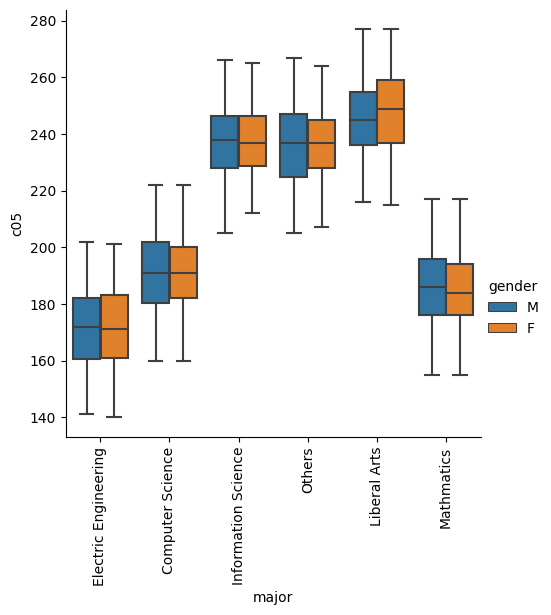 280
260
240
220
200
180
160
140
c05
Electric Engineering
Computer Science
Information Science
Others
Liberal Arts
Mathmatics
major
gender
M
F